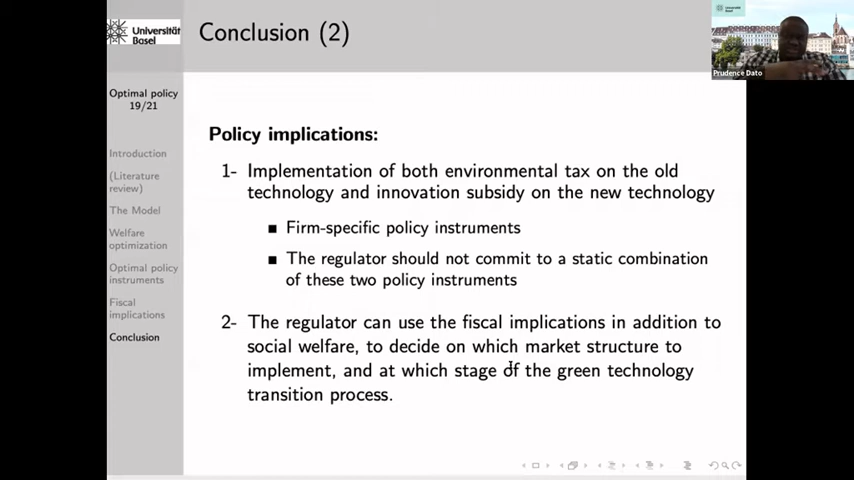 Universität
Basel
Conclusion (2)
Prudence Dato
Optimal policy
19/21
Introduction
(Literature
review)
The Model
Welfare
optimization
Optimal policy
instruments
Fiscal
implications
Conclusion
Policy implications:
1- Implementation of both environmental tax on the old
technology and innovation subsidy on the new technology
Firm-specific policy instruments
The regulator should not commit to a static combination
of these two policy instruments
2- The regulator can use the fiscal implications in addition to
social welfare, to decide on which market structure to
implement, and at which stage of the green technology
transition process.